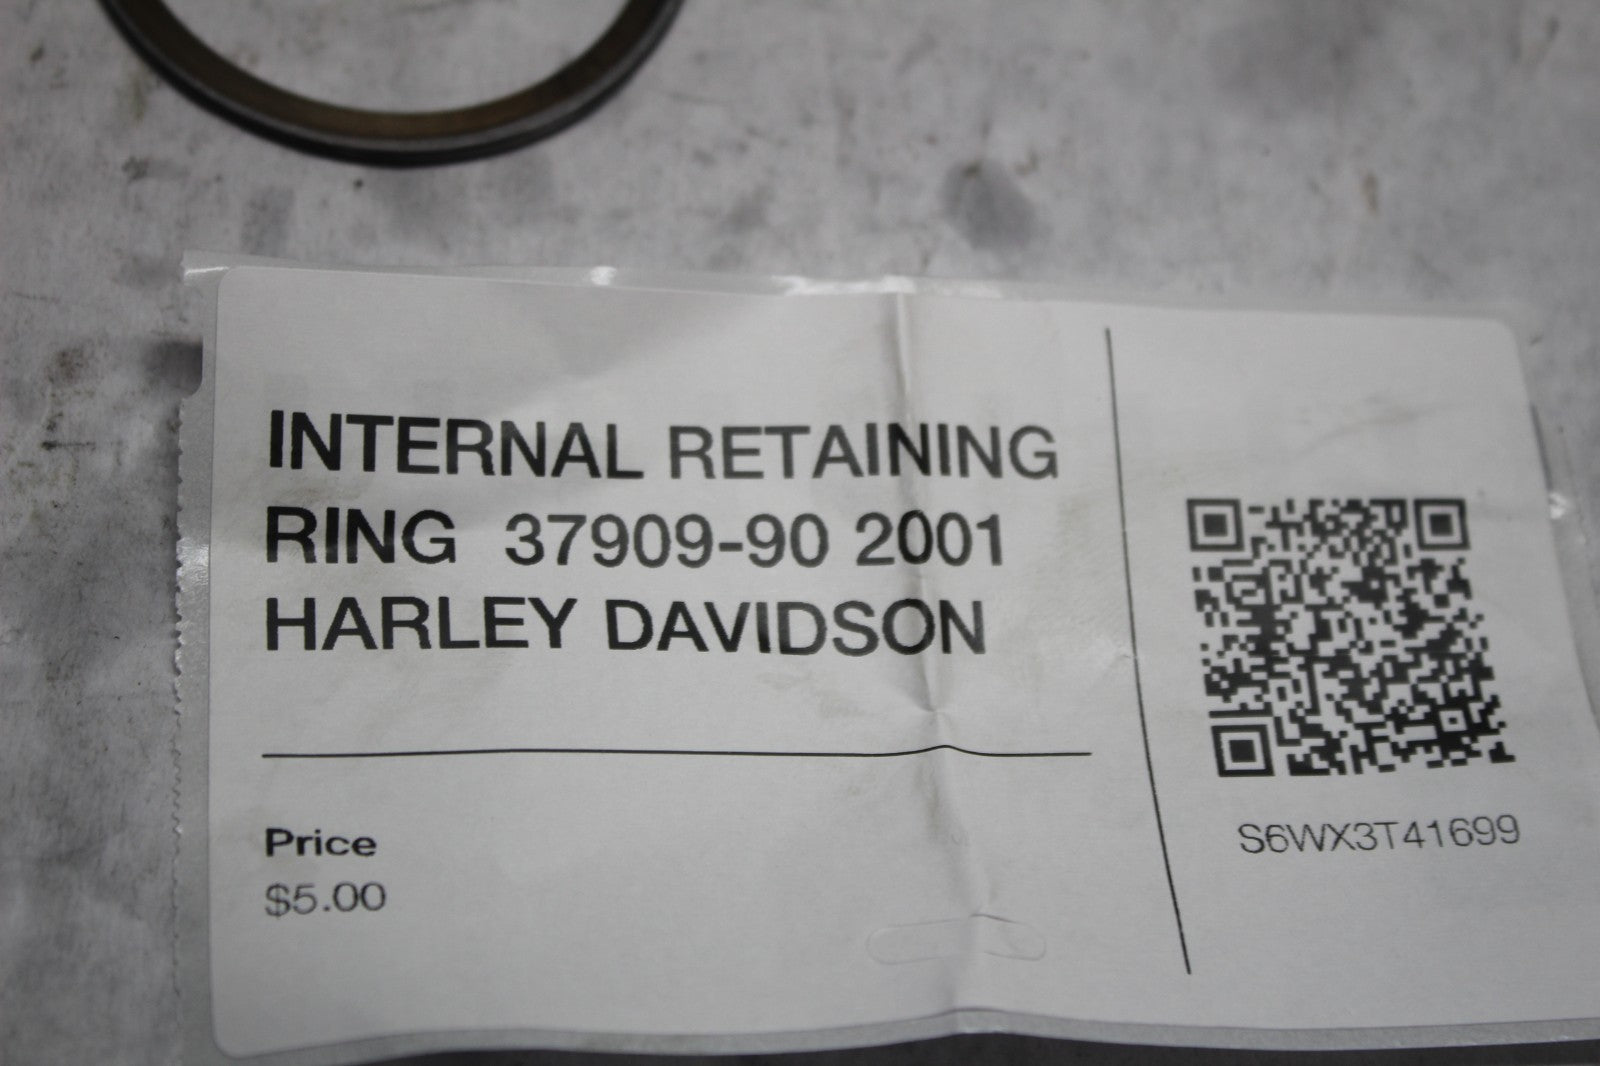 INTERNAL RETAINING
RING 37909-90 2001
HARLEY DAVIDSON
Price
$5.00
S6WX3T41699